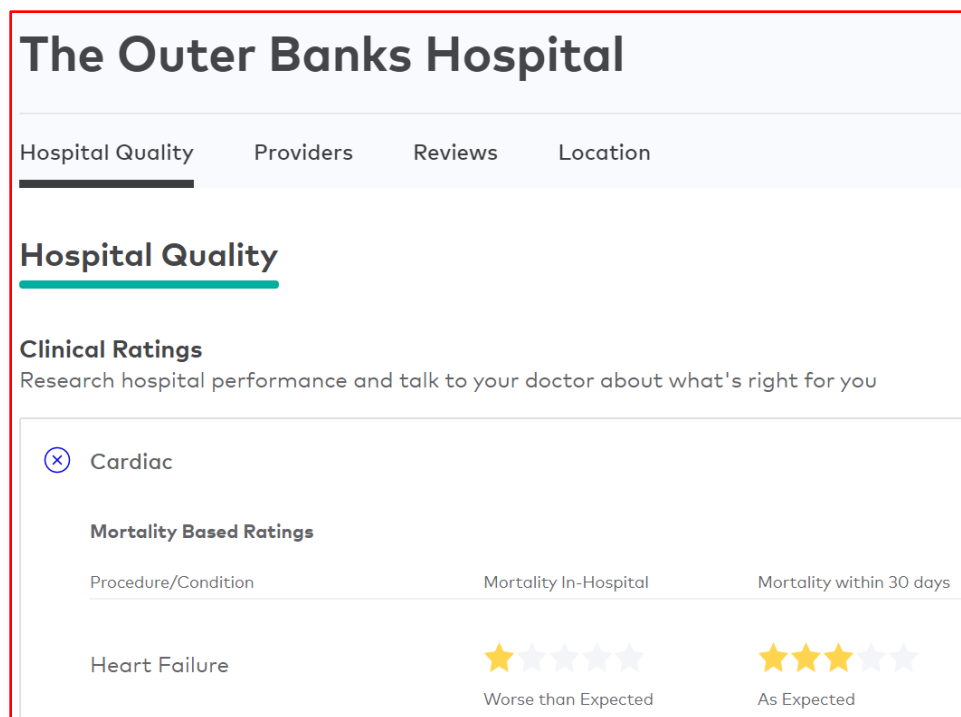 The Outer Banks Hospital
Hospital Quality Providers Reviews Location
Hospital Quality
Clinical Ratings
Research hospital performance and talk to your doctor about what's right for you
Cardiac
Mortality Based Ratings
Procedure/Condition Mortality In-Hospital Mortality within 30 days
Heart Failure
Worse than Expected As Expected